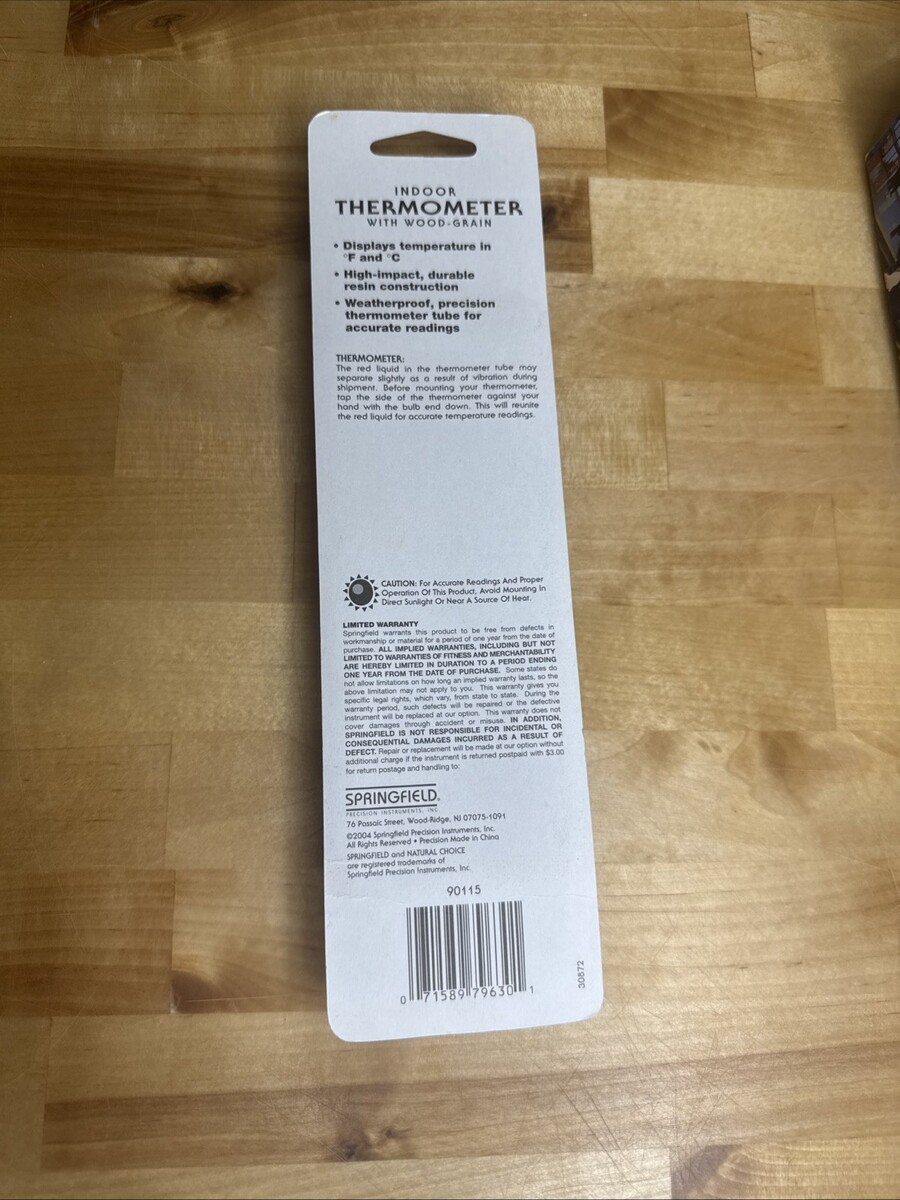 INDOOR
THERMOMETER
WITH WOOD-GRAIN
• Displays temperature in
°F and °C
• High-impact, durable
resin construction
• Weatherproof, precision
thermometer tube for
accurate readings
THERMOMETER:
The red liquid in the thermometer tube may
separate slightly as a result of vibration during
shipment. Before mounting your thermometer,
tap the side of the thermometer against your
hand with the bulb end down. This will reunite
the red liquid for accurate temperature readings.
CAUTION: For Accurate Readings And Proper
Operation Of This Product, Avoid Mounting In
Direct Sunlight Or Near A Source Of Heat.
LIMITED WARRANTY
Springfield warrants this product to be free from defects in
workmanship or material for a period of one year from the date of
purchase. ALL IMPLIED WARRANTIES, INCLUDING BUT NOT
LIMITED TO WARRANTIES OF FITNESS AND MERCHANTABILITY
ARE HEREBY LIMITED IN DURATION TO A PERIOD ENDING
ONE YEAR FROM THE DATE OF PURCHASE. Some states do
not allow limitations on how long an implied warranty lasts, so the
above limitation may not apply to you. This warranty gives you
specific legal rights, which vary, from state to state. During the
warranty period, such defects will be repaired or the defective
instrument will be replaced at our option. This warranty does not
cover damages through accident or misuse. IN ADDITION,
SPRINGFIELD IS NOT RESPONSIBLE FOR INCIDENTAL OR
CONSEQUENTIAL DAMAGES INCURRED AS A RESULT OF
DEFECT. Repair or replacement will be made at our option without
additional charge if the instrument is returned postpaid with $3.00
for return postage and handling to:
SPRINGFIELD®
PRECISION INSTRUMENTS, INC.
76 Passaic Street, Wood-Ridge, NJ 07075-1091
©2004 Springfield Precision Instruments, Inc.
All Rights Reserved • Precision Made in China
SPRINGFIELD and NATURAL CHOICE
are registered trademarks of
Springfield Precision Instruments, Inc.
90115
0 71589 79630 1
30872